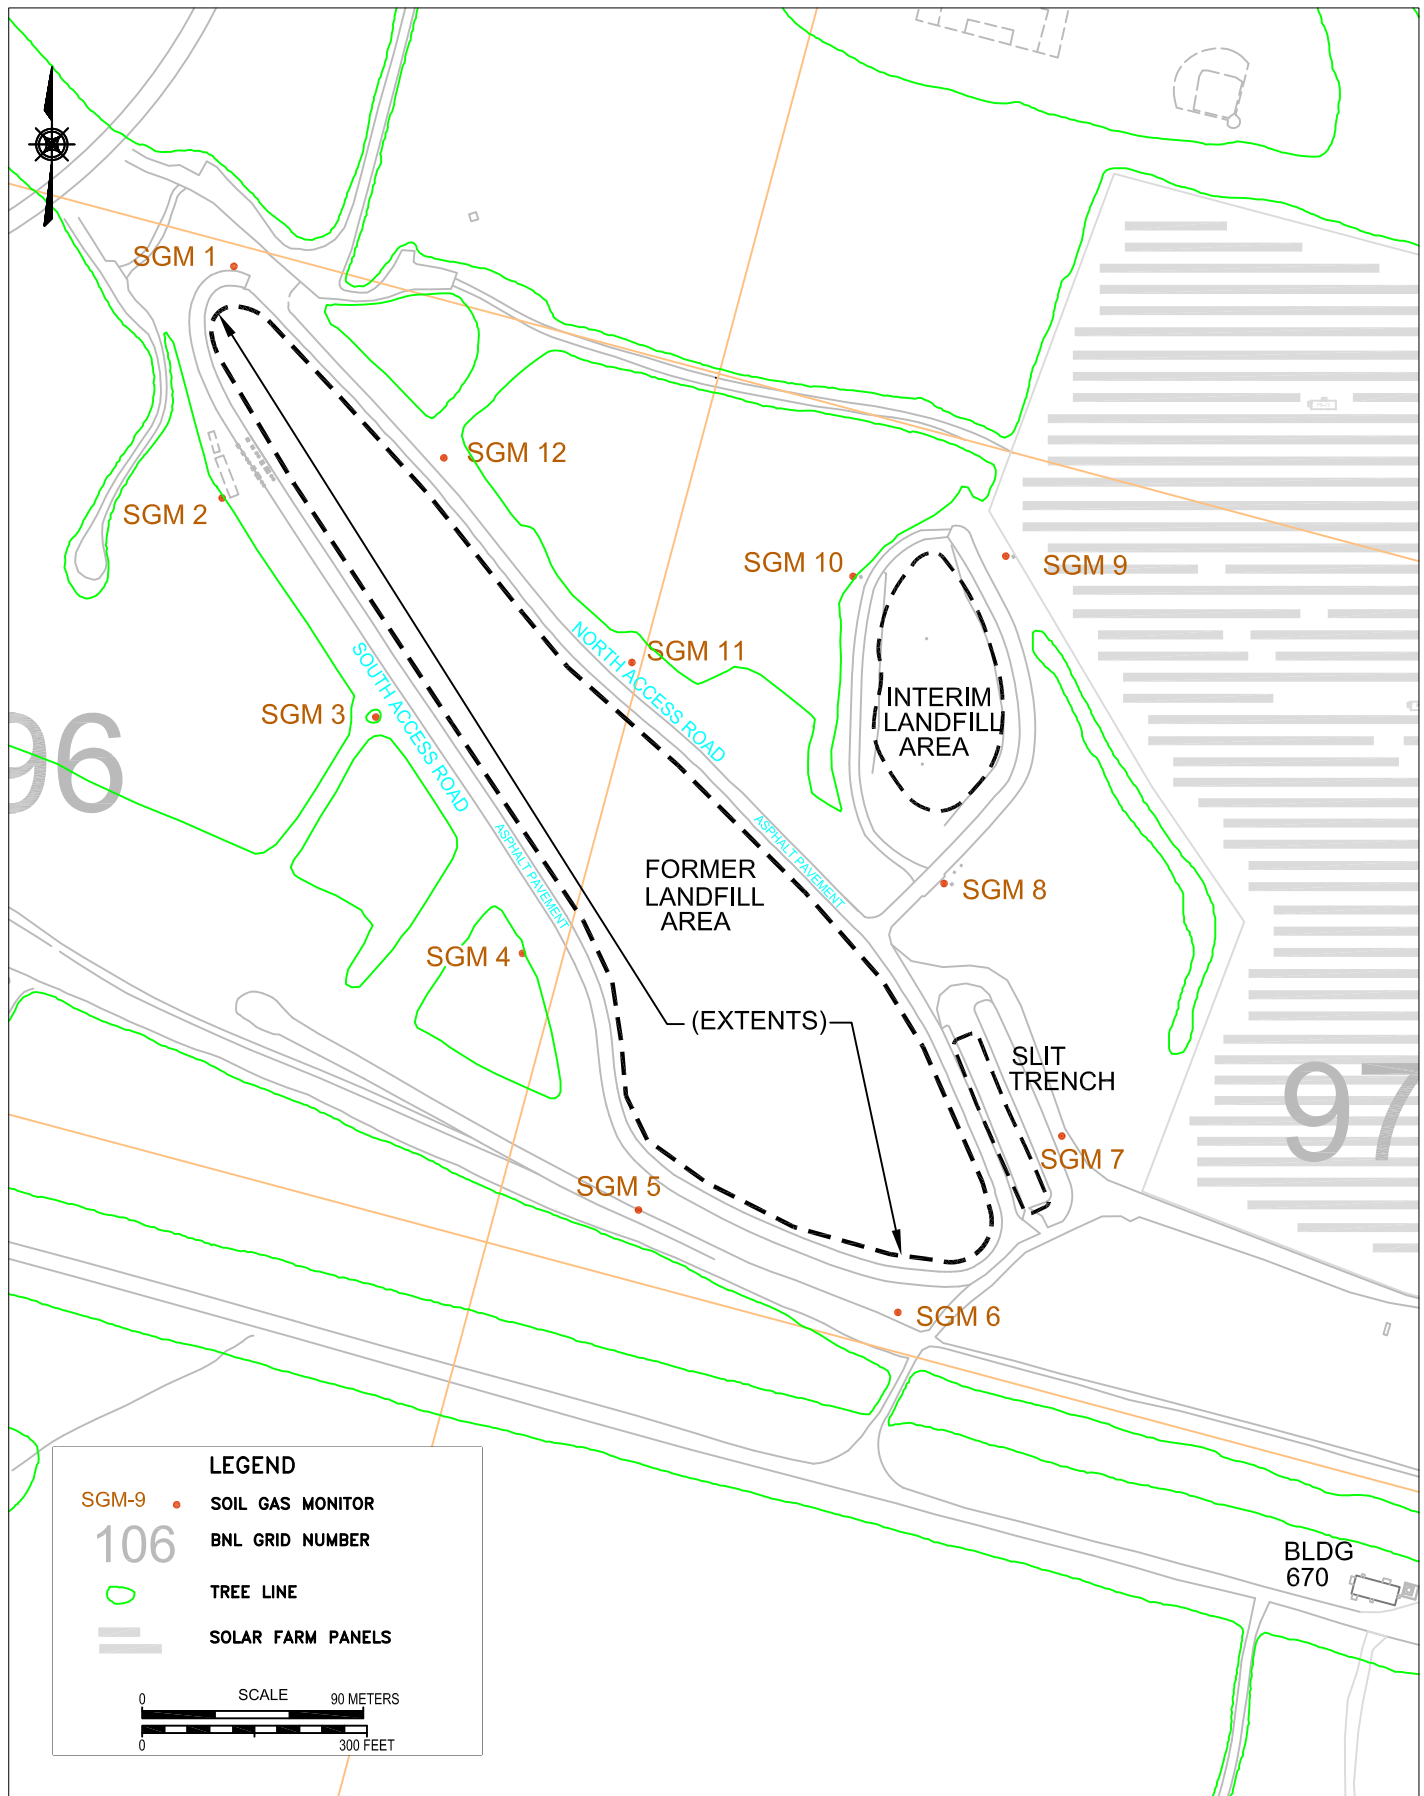 SGM 1
SGM 12
SGM 2
SGM 10
SGM 9
NORTH ACCESS ROAD
SGM 11
SOUTH ACCESS ROAD
SGM 3
INTERIM
LANDFILL
AREA
96
ASPHALT PAVEMENT
ASPHALT PAVEMENT
FORMER
LANDFILL
AREA
SGM 8
SGM 4
(EXTENTS)
SLIT
TRENCH
97
SGM 7
SGM 5
SGM 6
LEGEND
SGM-9 SOIL GAS MONITOR
106 BNL GRID NUMBER
TREE LINE
SOLAR FARM PANELS
SCALE
0 90 METERS
0 300 FEET
BLDG
670